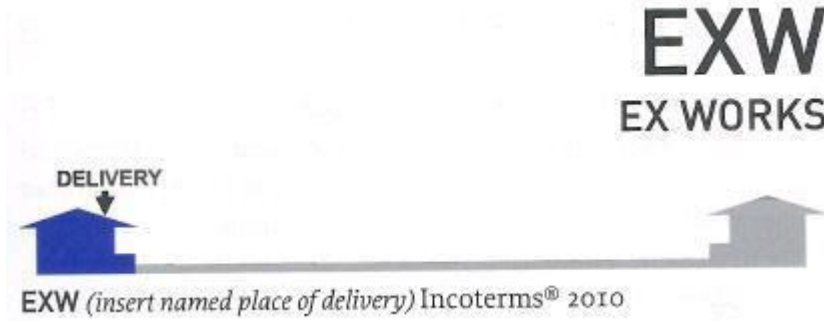 EXW
EX WORKS
DELIVERY
EXW (insert named place of delivery) Incoterms® 2010